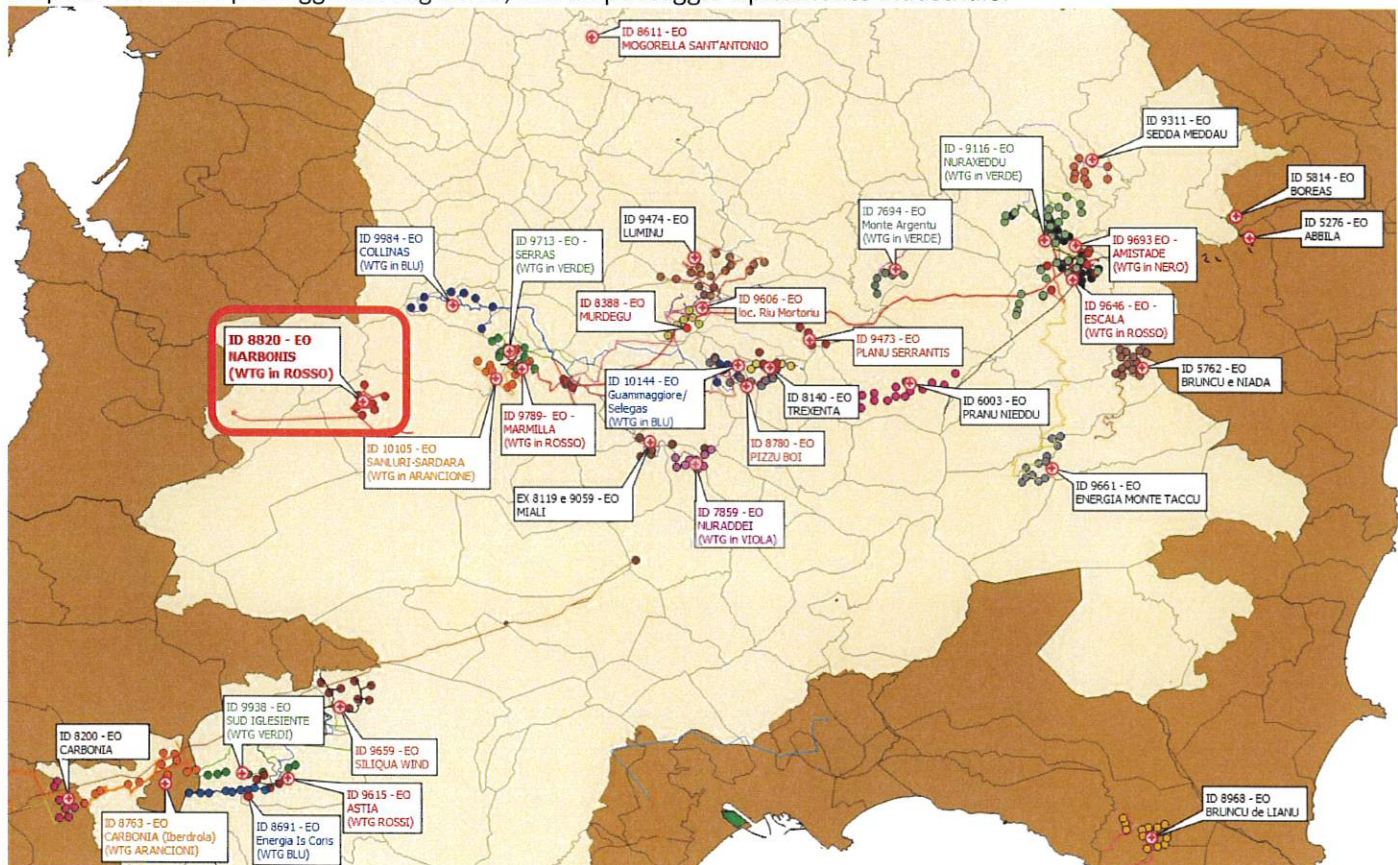 ID 8611 - EO
MOGORELLA SANT'ANTONIO
ID 9311 - EO
SEDDA MEDDAU
ID - 9116 - EO
NURAXEDDU
(WTG in VERDE)
ID 5814 - EO
BOREAS
ID 7694 - EO
Monte Argentu
(WTG in VERDE)
ID 9474 - EO
LUMINU
ID 5276 - EO
ABBILA
ID 9984 - EO
COLLINAS
(WTG in BLU)
ID 9713 - EO -
SERRAS
(WTG in VERDE)
ID 9693 EO -
AMISTADE
(WTG in NERO)
ID 8388 - EO
MURDEGU
ID 9606 - EO
loc. Riu Mortoriu
ID 9646 - EO -
ESCALA
(WTG in ROSSO)
ID 8820 - EO
NARBONIS
(WTG in ROSSO)
ID 9473 - EO
PLANU SERRANTIS
ID 10144 - EO
Guammaggiore/
Selegas
(WTG in BLU)
ID 8140 - EO
TREXENTA
ID 6003 - EO
PRANU NIEDDU
ID 5762 - EO
BRUNCU e NIADA
ID 9789- EO -
MARMILLA
(WTG in ROSSO)
ID 10105 - EO
SANLURI-SARDARA
(WTG in ARANCIONE)
ID 8780 - EO
PIZZU BOI
EX 8119 e 9059 - EO
MIALI
ID 7859 - EO
NURADDEI
(WTG in VIOLA)
ID 9661 - EO
ENERGIA MONTE TACCU
ID 9938 - EO
SUD IGLESIENTE
(WTG VERDI)
ID 8200 - EO
CARBONIA
ID 9659 - EO
SILIQUA WIND
ID 9615 - EO
ASTIA
(WTG ROSSI)
ID 8763 - EO
CARBONIA (Iberdrola)
(WTG ARANCIONI)
ID 8691 - EO
Energia Is Coris
(WTG BLU)
ID 8968 - EO
BRUNCU de LIANU